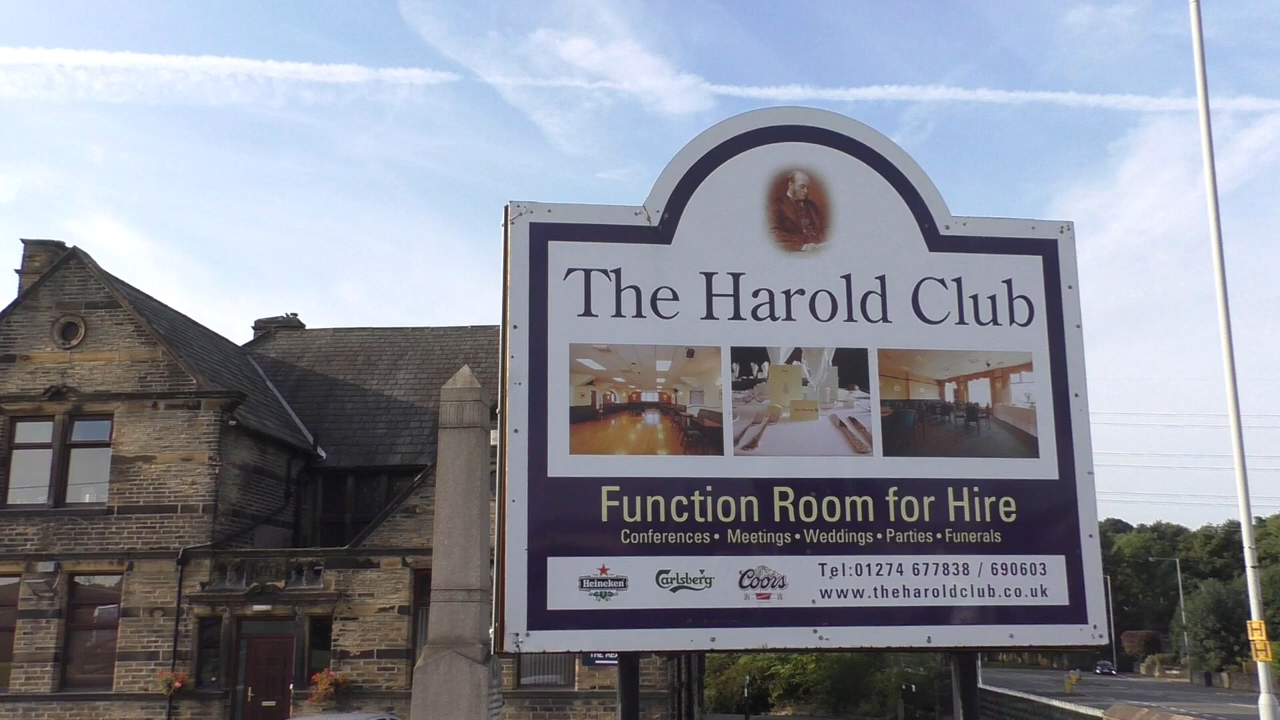 The Harold Club
Function Room for Hire
Conferences • Meetings • Weddings • Parties • Funerals
Heineken
Carlsberg
Coors
Tel:01274 677838 / 690603
www.theharoldclub.co.uk
THE
H
H